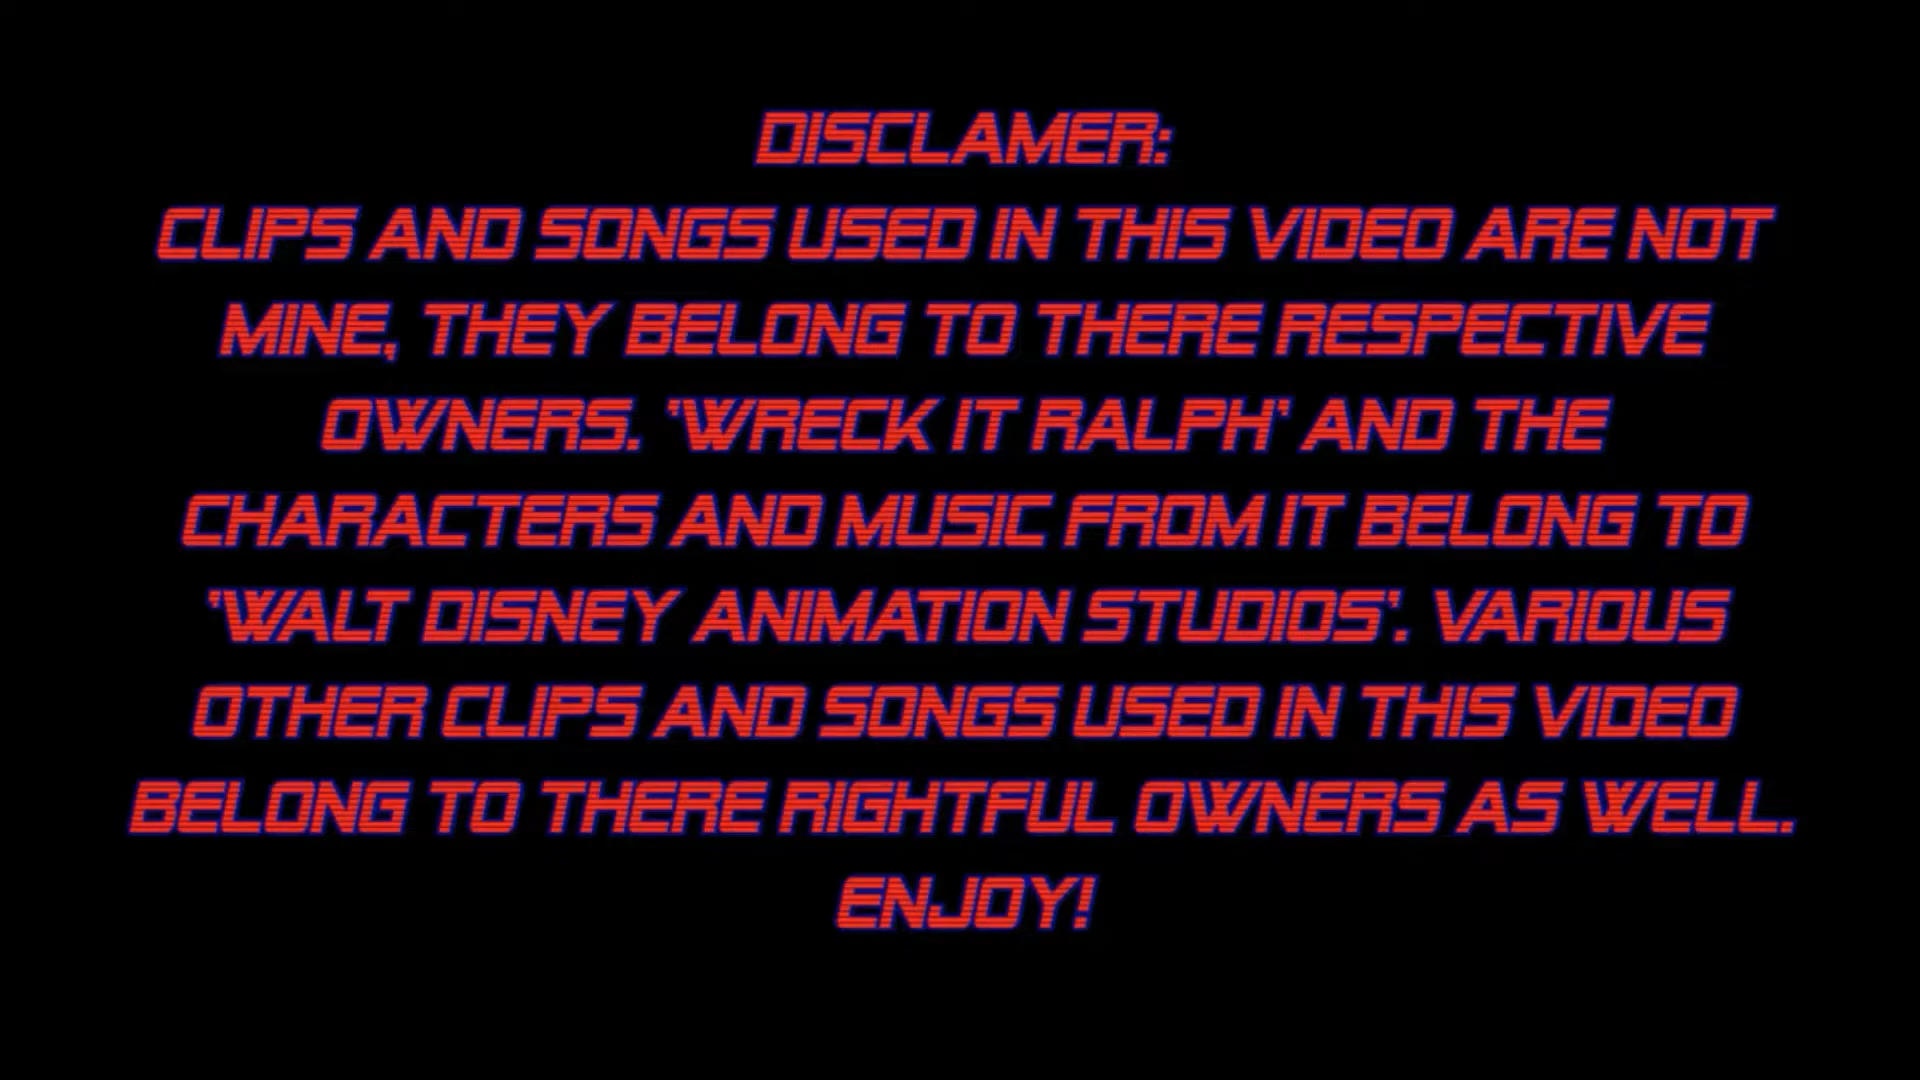 DISCLAMER:
CLIPS AND SONGS USED IN THIS VIDEO ARE NOT
MINE, THEY BELONG TO THERE RESPECTIVE
OWNERS. 'WRECK IT RALPH' AND THE
CHARACTERS AND MUSIC FROM IT BELONG TO
'WALT DISNEY ANIMATION STUDIOS'. VARIOUS
OTHER CLIPS AND SONGS USED IN THIS VIDEO
BELONG TO THERE RIGHTFUL OWNERS AS WELL.
ENJOY!